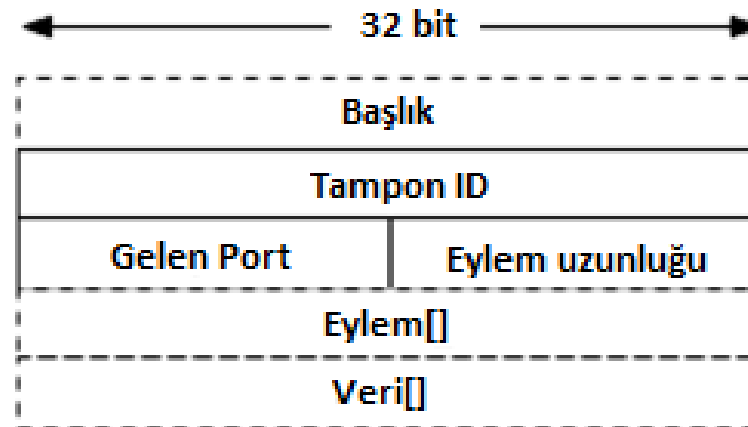 32 bit
Başlık
Tampon ID
Gelen Port Eylem uzunluğu
Eylem[]
Veri[]